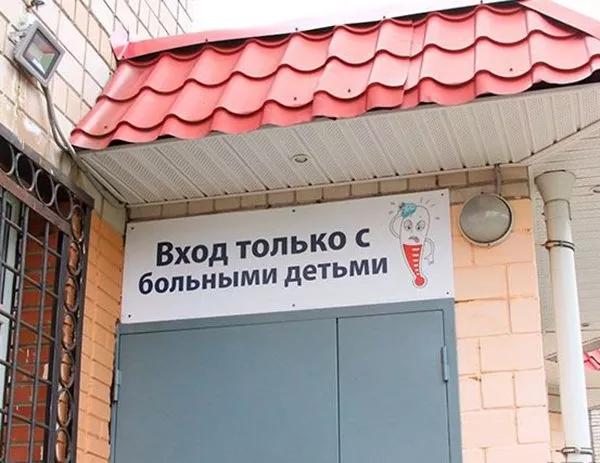 Вход только с
больными детьми